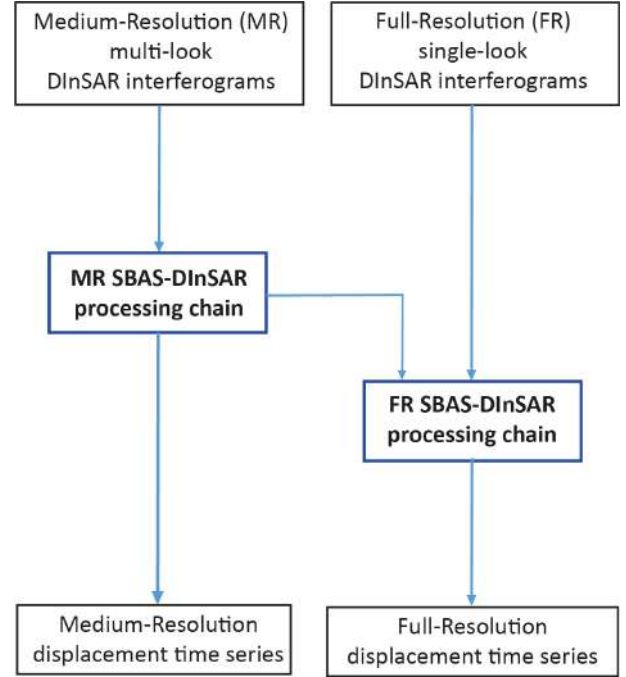 Medium-Resolution (MR)
multi-look
DInSAR interferograms
Full-Resolution (FR)
single-look
DInSAR interferograms
MR SBAS-DInSAR
processing chain
FR SBAS-DInSAR
processing chain
Medium-Resolution
displacement time series
Full-Resolution
displacement time series